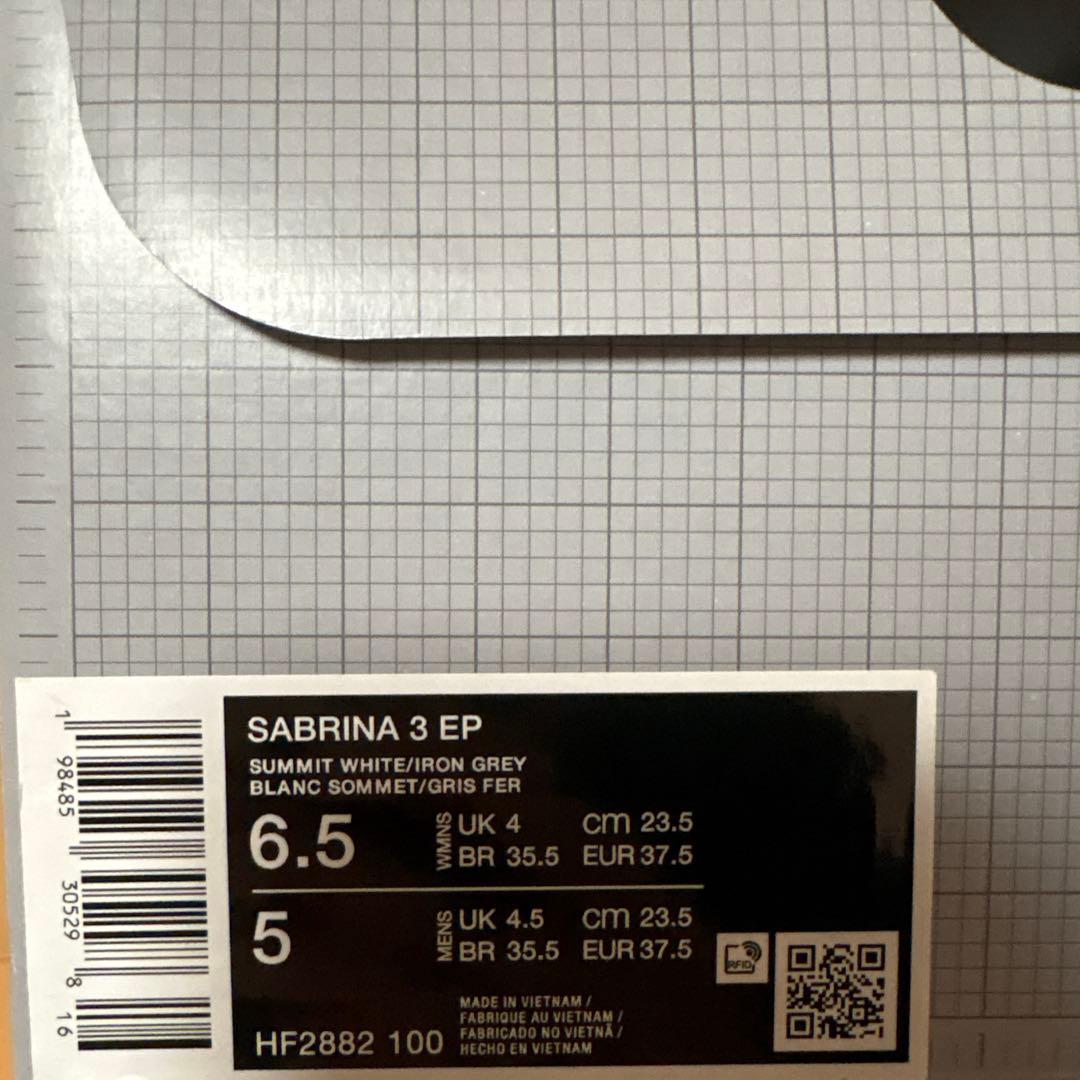 SABRINA 3 EP
SUMMIT WHITE/IRON GREY
BLANC SOMMET/GRIS FER
6.5 WMNS UK 4 cm 23.5
BR 35.5 EUR 37.5
5 MENS UK 4.5 cm 23.5
BR 35.5 EUR 37.5
RFID
HF2882 100
MADE IN VIETNAM /
FABRIQUE AU VIETNAM /
FABRICADO NO VIETNÃ /
HECHO EN VIETNAM
1 98485 30529 8 16